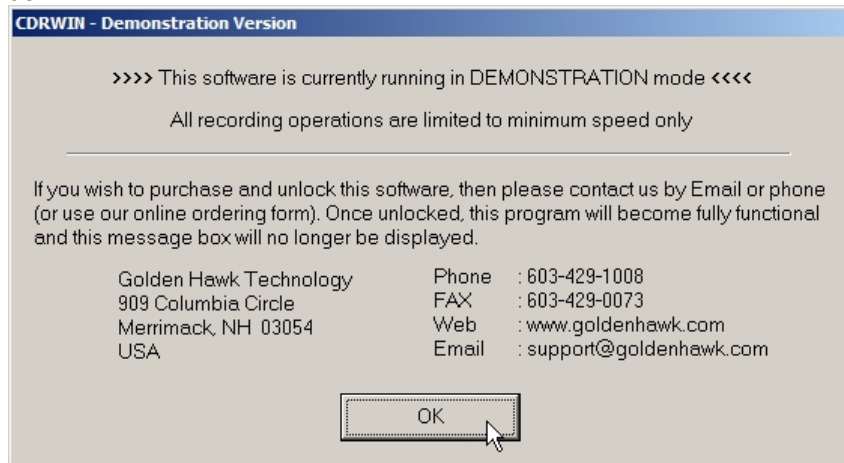 CDRWIN - Demonstration Version
>>>> This software is currently running in DEMONSTRATION mode <<<<
All recording operations are limited to minimum speed only
If you wish to purchase and unlock this software, then please contact us by Email or phone
(or use our online ordering form). Once unlocked, this program will become fully functional
and this message box will no longer be displayed.
Golden Hawk Technology
909 Columbia Circle
Merrimack, NH 03054
USA
Phone : 603-429-1008
FAX : 603-429-0073
Web : www.goldenhawk.com
Email : support@goldenhawk.com
OK